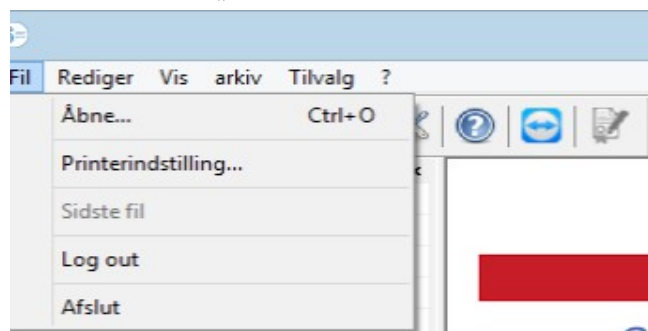 Fil Rediger Vis arkiv Tilvalg ?
Åbne... Ctrl+O
Printerindstilling...
Sidste fil
Log out
Afslut